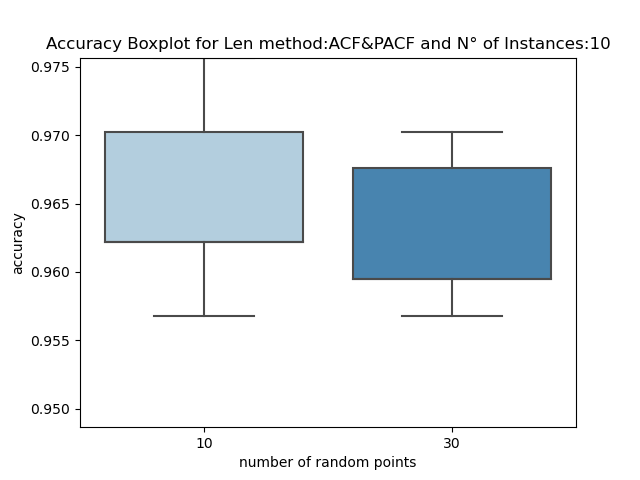 Accuracy Boxplot for Len method:ACF&PACF and N° of Instances:10
0.975
0.970
0.965
0.960
0.955
0.950
accuracy
10 30
number of random points